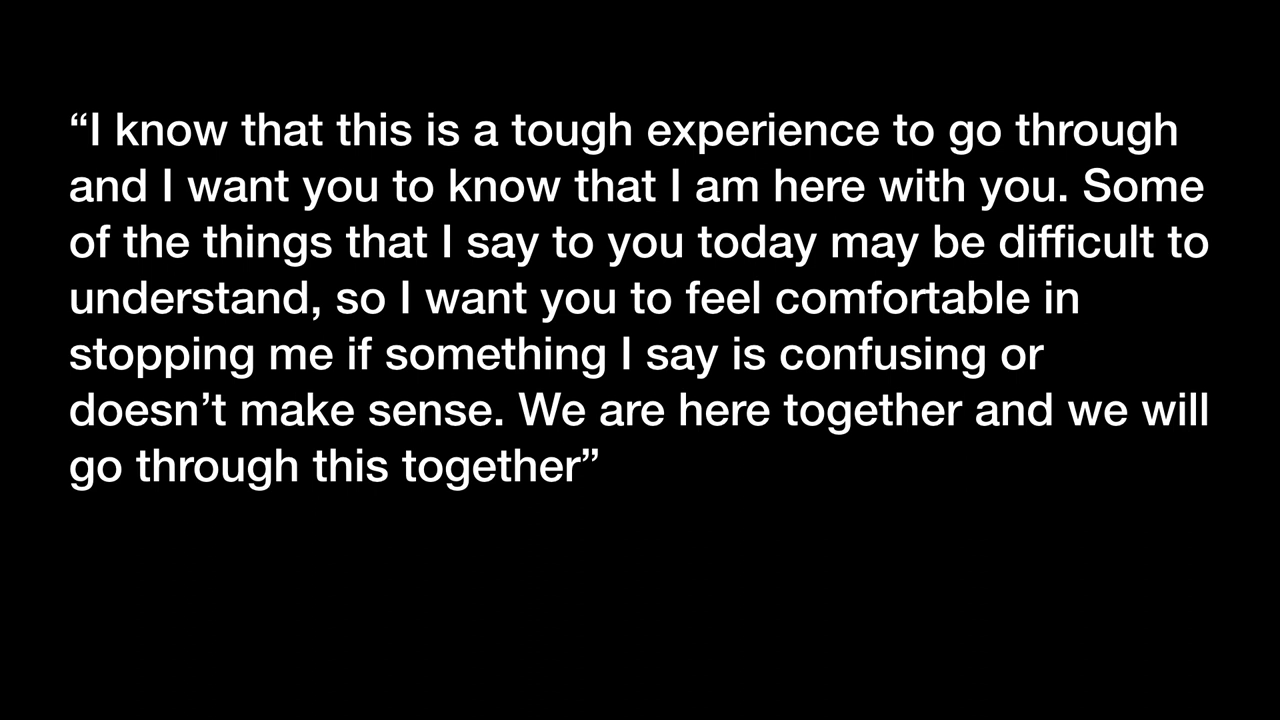 “I know that this is a tough experience to go through
and I want you to know that I am here with you. Some
of the things that I say to you today may be difficult to
understand, so I want you to feel comfortable in
stopping me if something I say is confusing or
doesn’t make sense. We are here together and we will
go through this together”